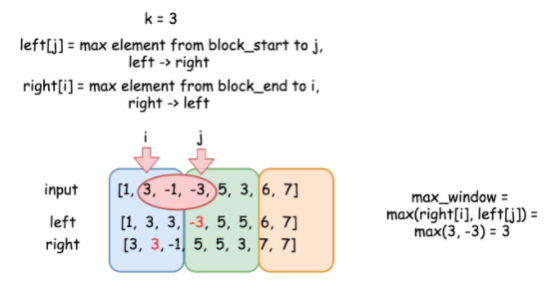 k = 3
left[j] = max element from block_start to j,
left -> right
right[i] = max element from block_end to i,
right -> left
i j
input [1, 3, -1, -3, 5, 3, 6, 7]
left [1, 3, 3, -3, 5, 5, 6, 7]
right [3, 3, -1, 5, 5, 3, 7, 7]
max_window =
max(right[i], left[j]) =
max(3, -3) = 3